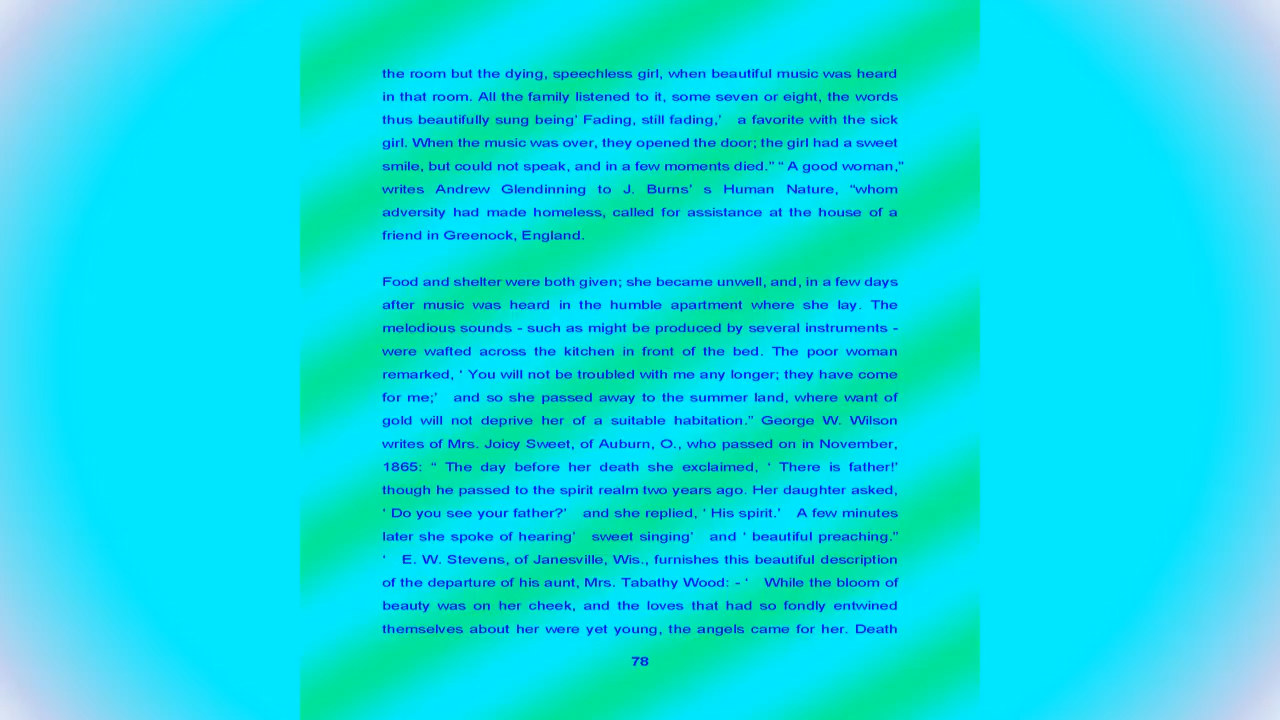 the room but the dying, speechless girl, when beautiful music was heard
in that room. All the family listened to it, some seven or eight, the words
thus beautifully sung being' Fading, still fading,' a favorite with the sick
girl. When the music was over, they opened the door; the girl had a sweet
smile, but could not speak, and in a few moments died." “ A good woman,"
writes Andrew Glendinning to J. Burns' s Human Nature, “whom
adversity had made homeless, called for assistance at the house of a
friend in Greenock, England.
Food and shelter were both given; she became unwell, and, in a few days
after music was heard in the humble apartment where she lay. The
melodious sounds - such as might be produced by several instruments -
were wafted across the kitchen in front of the bed. The poor woman
remarked, ‘ You will not be troubled with me any longer; they have come
for me;' and so she passed away to the summer land, where want of
gold will not deprive her of a suitable habitation." George W. Wilson
writes of Mrs. Joicy Sweet, of Auburn, O., who passed on in November,
1865: “ The day before her death she exclaimed, ‘ There is father!'
though he passed to the spirit realm two years ago. Her daughter asked,
‘ Do you see your father?' and she replied, ‘ His spirit.' A few minutes
later she spoke of hearing' sweet singing' and ‘ beautiful preaching."
‘ E. W. Stevens, of Janesville, Wis., furnishes this beautiful description
of the departure of his aunt, Mrs. Tabathy Wood: - ‘ While the bloom of
beauty was on her cheek, and the loves that had so fondly entwined
themselves about her were yet young, the angels came for her. Death
78